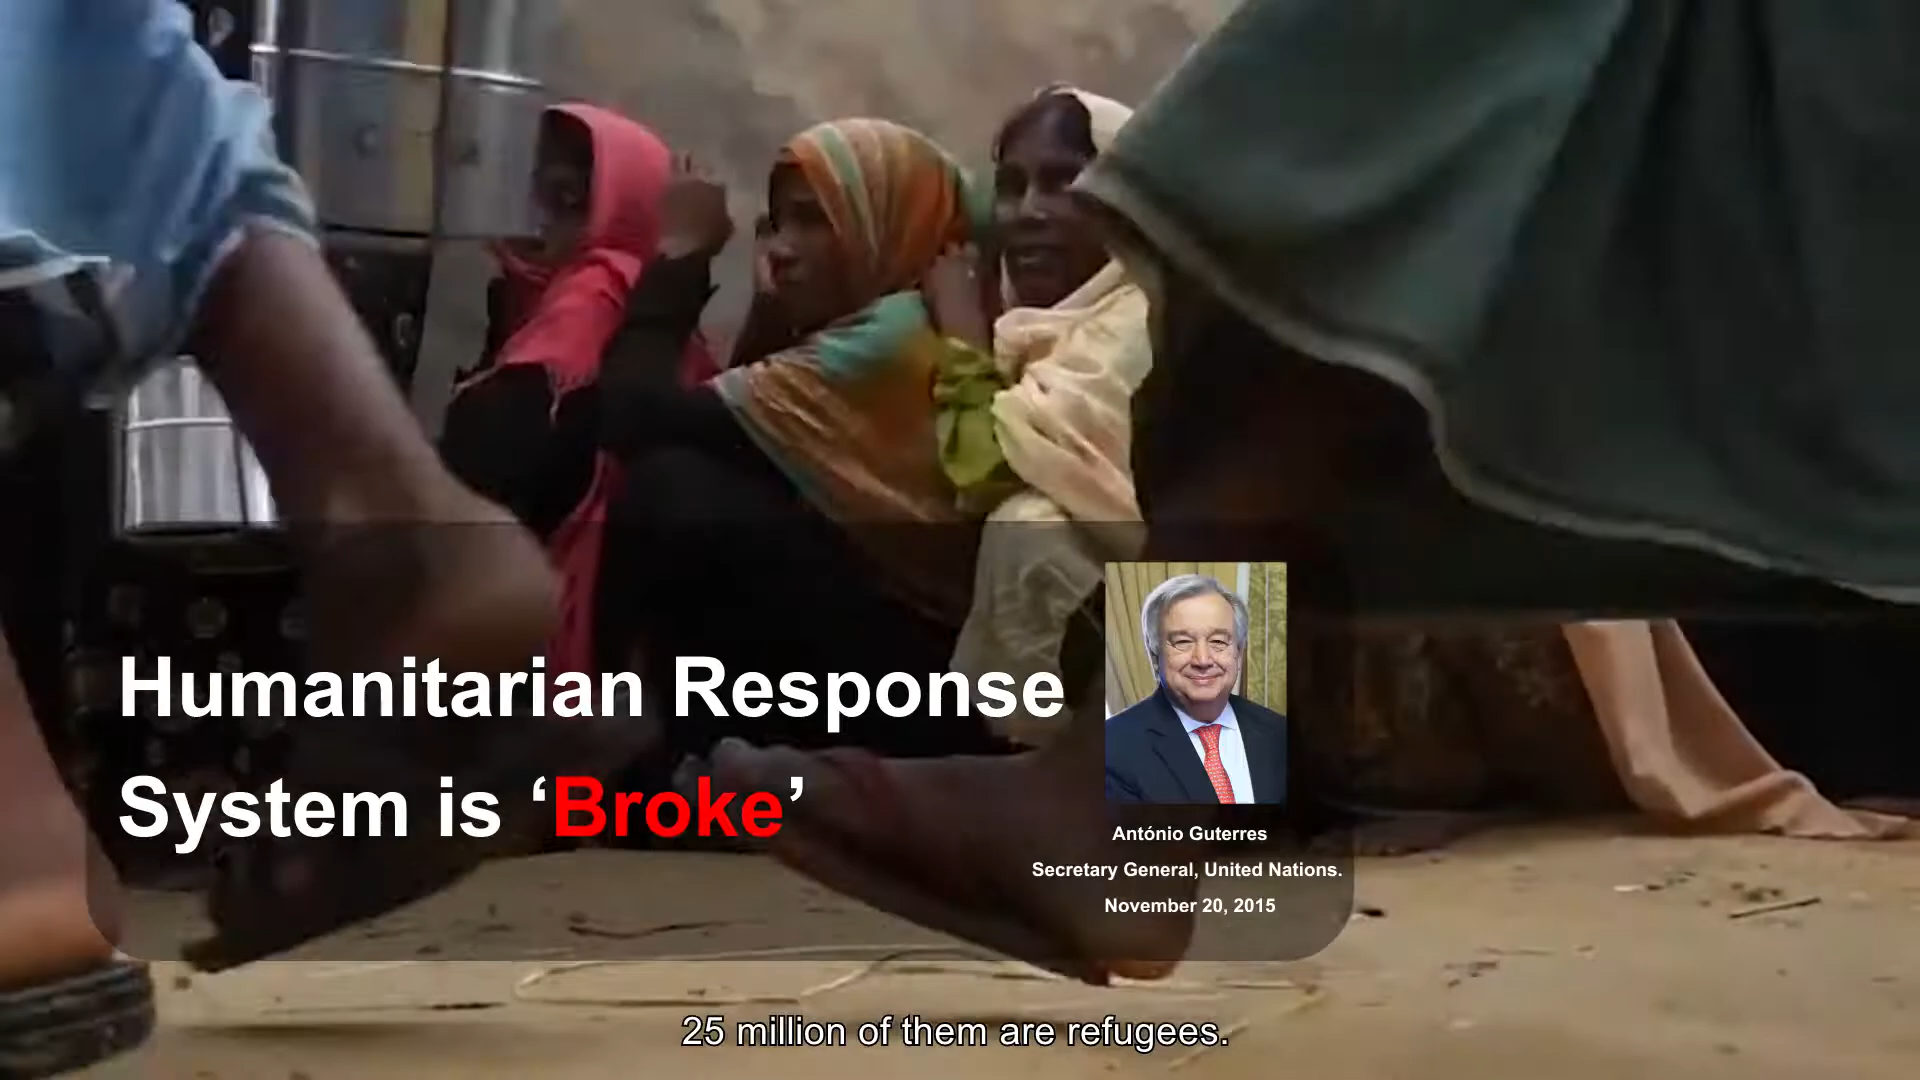 Humanitarian Response
System is ‘Broke’
António Guterres
Secretary General, United Nations.
November 20, 2015
25 million of them are refugees.